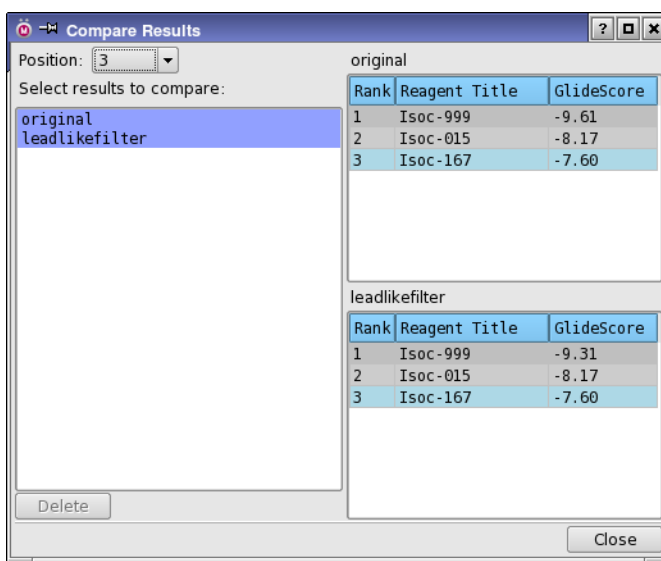 Compare Results
Position: 3
Select results to compare:
original
leadlikefilter
Delete
original
Rank Reagent Title GlideScore
1 Isoc-999 -9.61
2 Isoc-015 -8.17
3 Isoc-167 -7.60
leadlikefilter
Rank Reagent Title GlideScore
1 Isoc-999 -9.31
2 Isoc-015 -8.17
3 Isoc-167 -7.60
Close